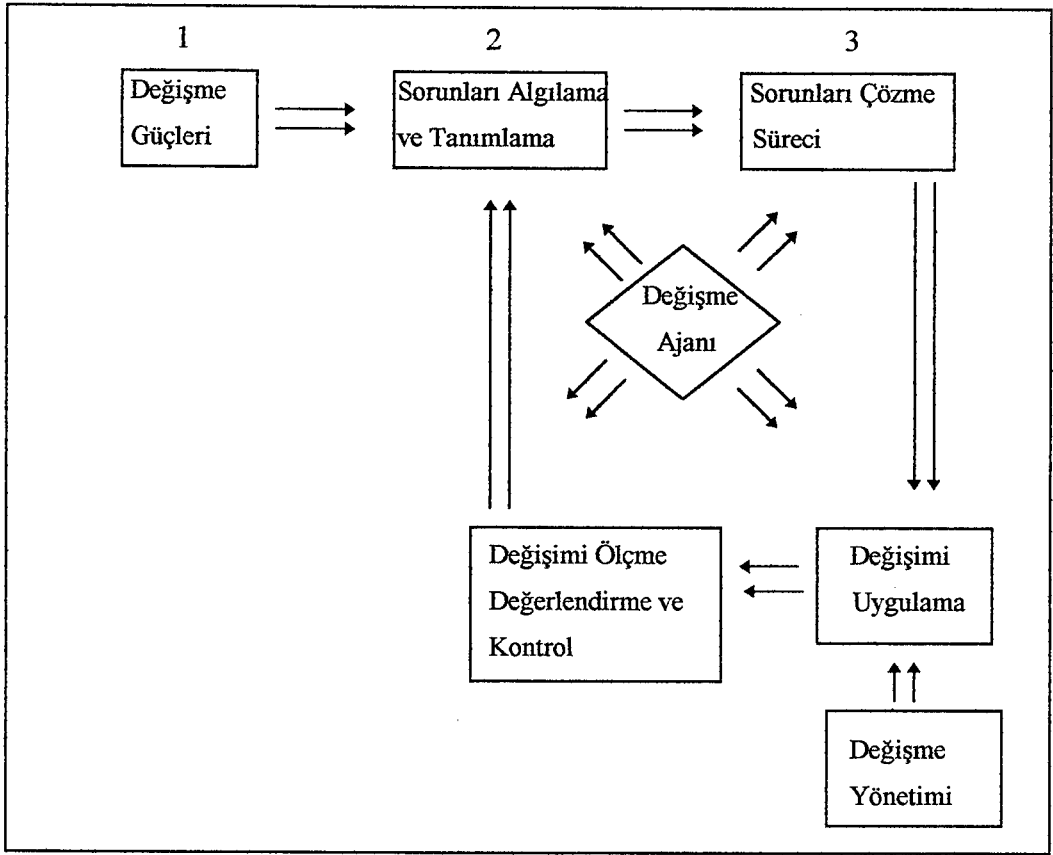 1
2
3
Değişme
Güçleri
Sorunları Algılama
ve Tanımlama
Sorunları Çözme
Süreci
Değişme
Ajanı
Değişimi Ölçme
Değerlendirme ve
Kontrol
Değişimi
Uygulama
Değişme
Yönetimi